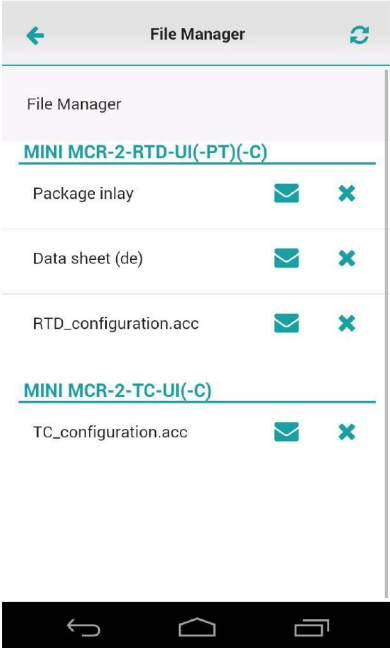 File Manager
File Manager
MINI MCR-2-RTD-UI(-PT)(-C)
Package inlay
Data sheet (de)
RTD_configuration.acc
MINI MCR-2-TC-UI(-C)
TC_configuration.acc